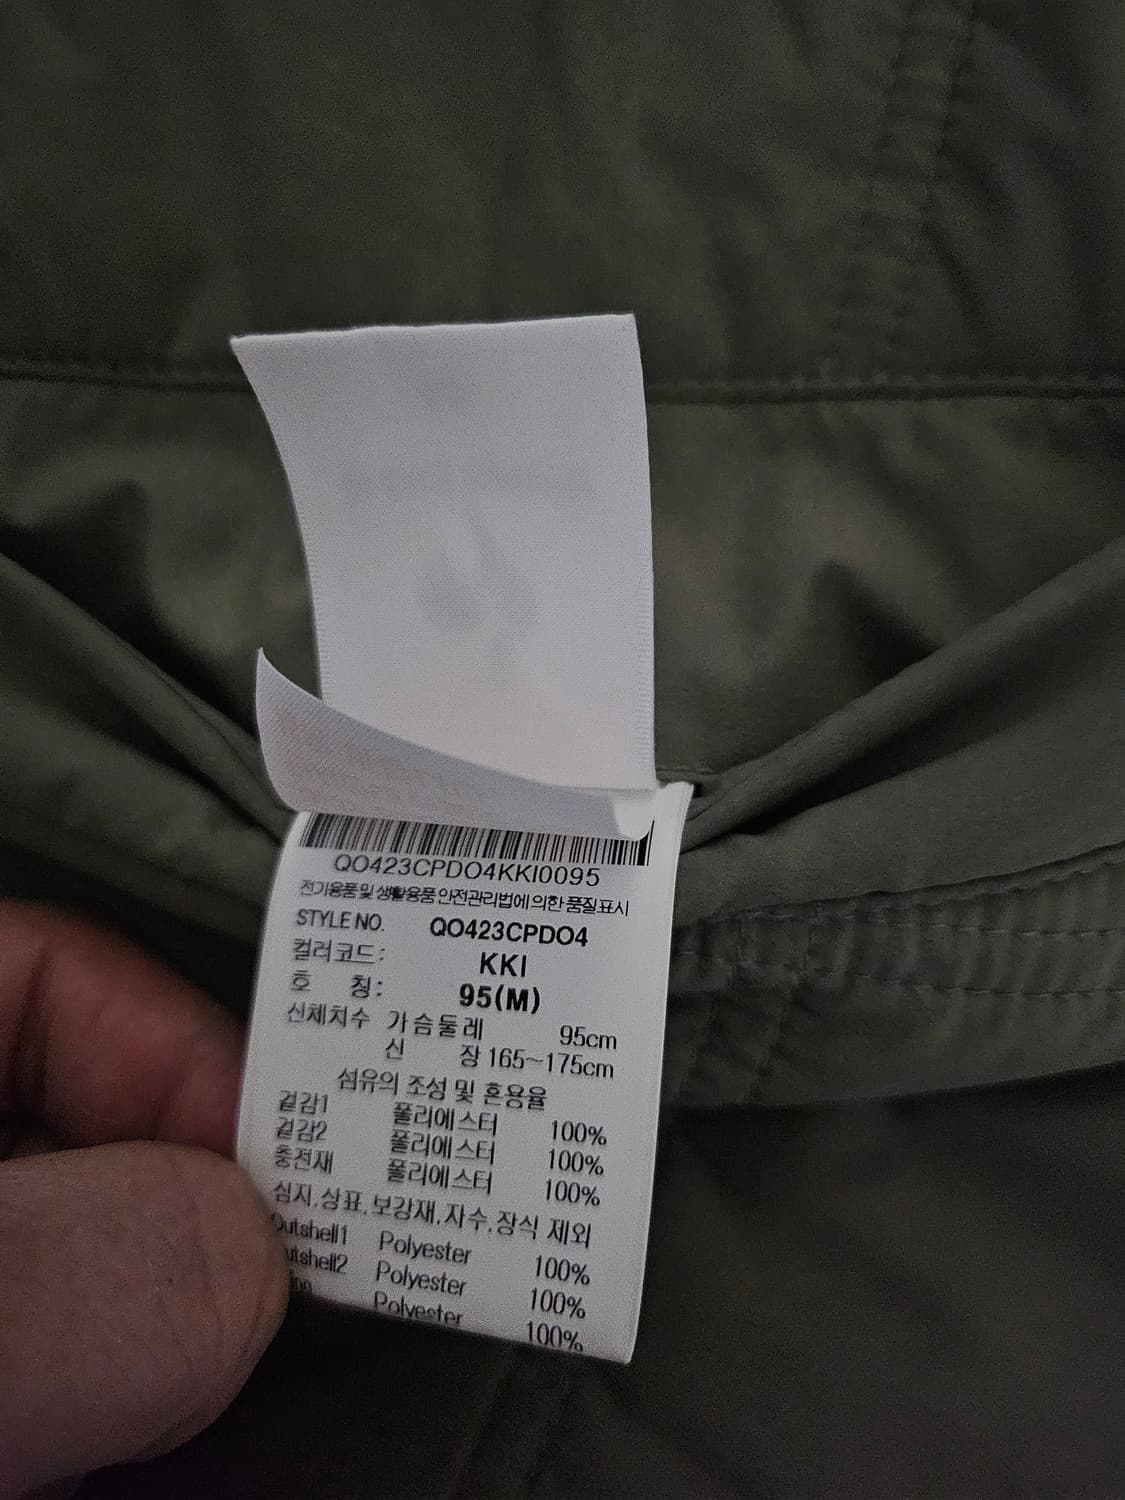 QO423CPDO4KKI0095
전기용품 및 생활용품 안전관리법에 의한 품질표시
STYLE NO. QO423CPDO4
컬러코드: KKI
호 칭: 95(M)
신체치수 가슴둘레 95cm
신 장 165~175cm
섬유의 조성 및 혼용율
겉감1 폴리에스터 100%
겉감2 폴리에스터 100%
충전재 폴리에스터 100%
심지,상표,보강재,자수,장식 제외
Outshell1 Polyester 100%
utshell2 Polyester 100%
Polyester 100%